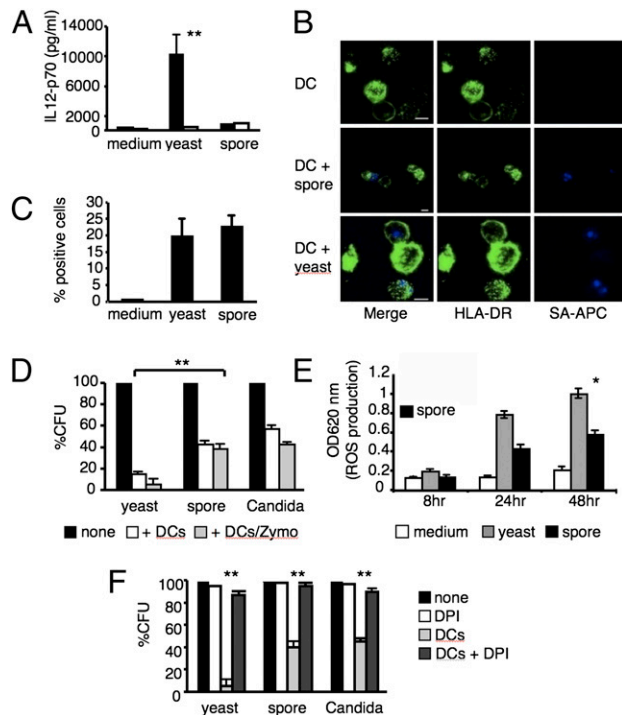 A
IL12-p70 (pg/ml)
14000
10000
6000
2000
0
**
medium yeast spore
B
DC
DC +
spore
DC +
yeast
Merge HLA-DR SA-APC
C
% positive cells
30
25
20
15
10
5
0
medium yeast spore
D
%CFU
100
80
60
40
20
0
**
yeast spore Candida
none + DCs + DCs/Zymo
E
OD620 nm
(ROS production)
1.4
1
0.8
0.6
0.2
spore
*
8hr 24hr 48hr
medium yeast spore
F
%CFU
100
80
60
40
20
0
** ** **
yeast spore Candida
none
DPI
DCs
DCs + DPI